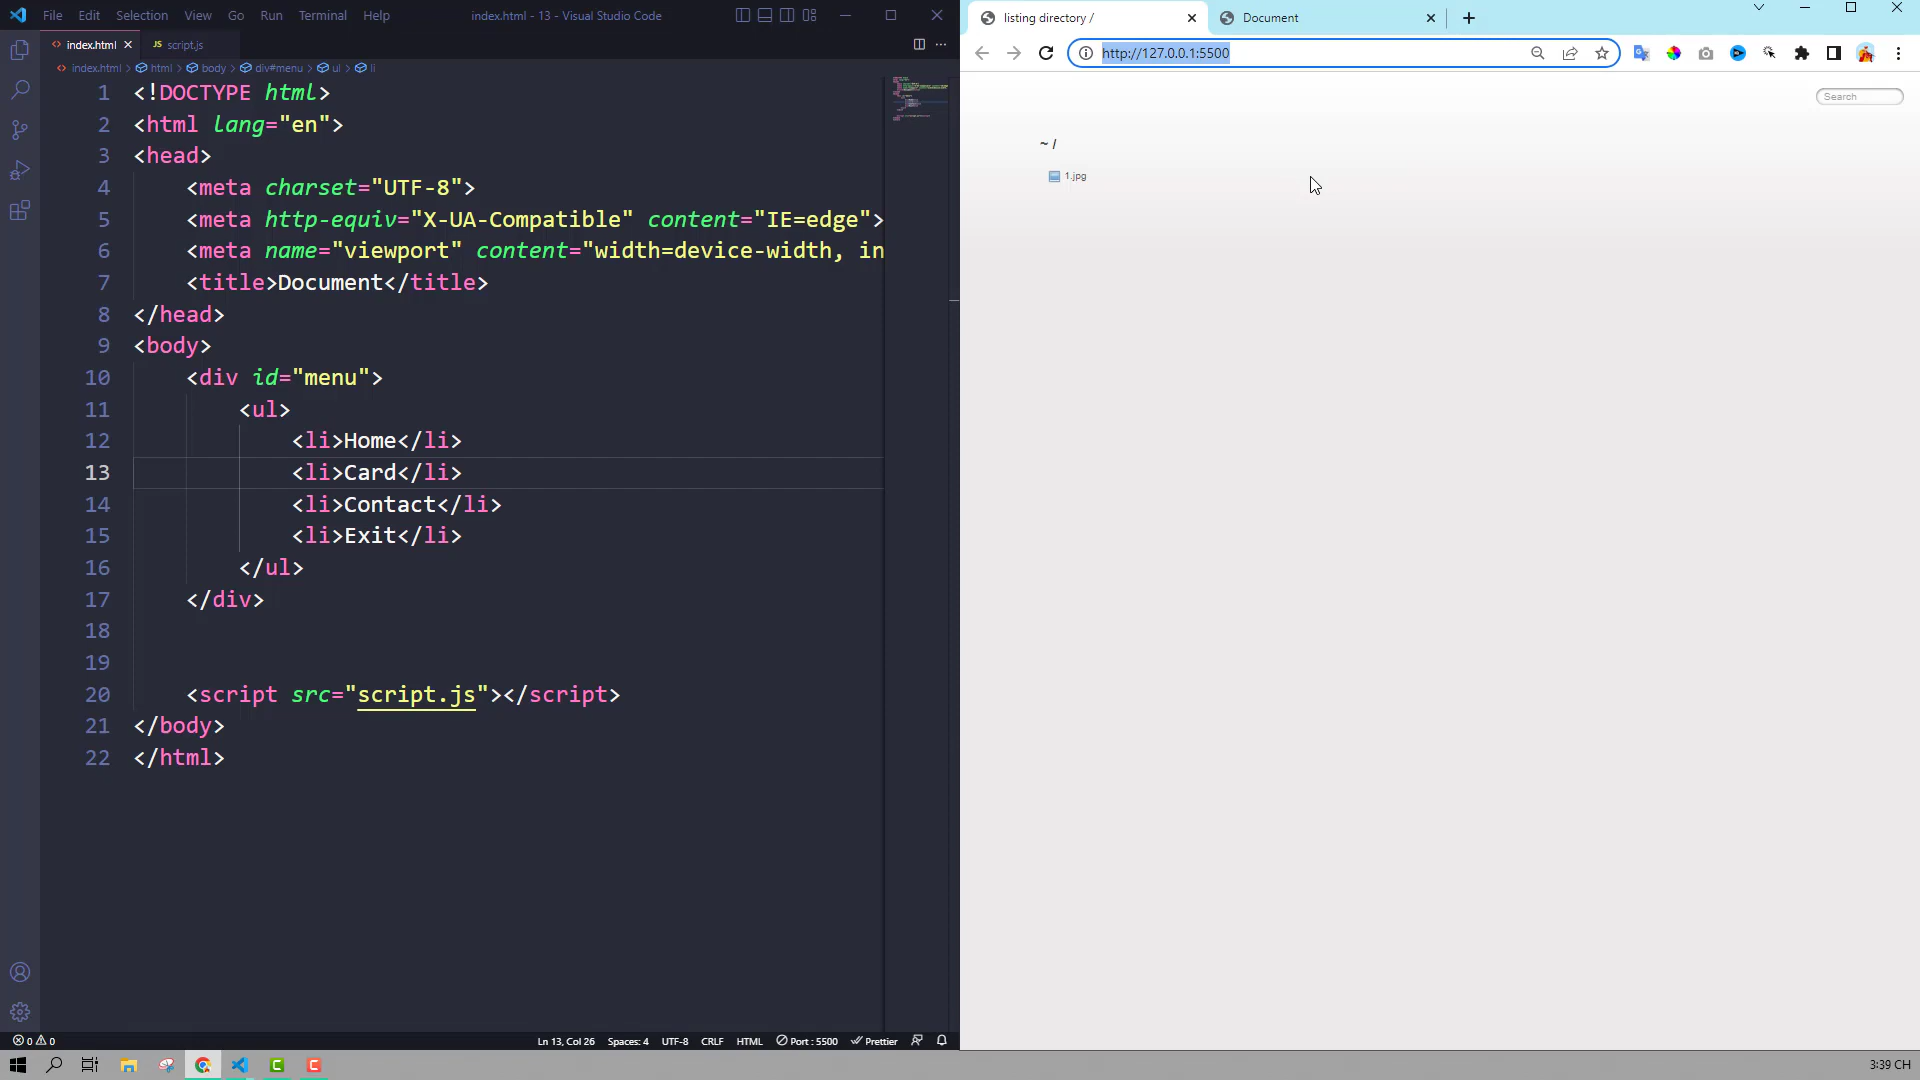 File Edit Selection View Go Run Terminal Help
index.html - 13 - Visual Studio Code
index.html
JS script.js
index.html > html > body > div#menu > ul > li
1 <!DOCTYPE html>
2 <html lang="en">
3 <head>
4 <meta charset="UTF-8">
5 <meta http-equiv="X-UA-Compatible" content="IE=edge">
6 <meta name="viewport" content="width=device-width, in
7 <title>Document</title>
8 </head>
9 <body>
10 <div id="menu">
11 <ul>
12 <li>Home</li>
13 <li>Card</li>
14 <li>Contact</li>
15 <li>Exit</li>
16 </ul>
17 </div>
18
19
20 <script src="script.js"></script>
21 </body>
22 </html>
0 0
Ln 13, Col 26 Spaces: 4 UTF-8 CRLF HTML Port : 5500 Prettier
listing directory /
Document
http://127.0.0.1:5500
Search
~ /
1.jpg
3:39 CH